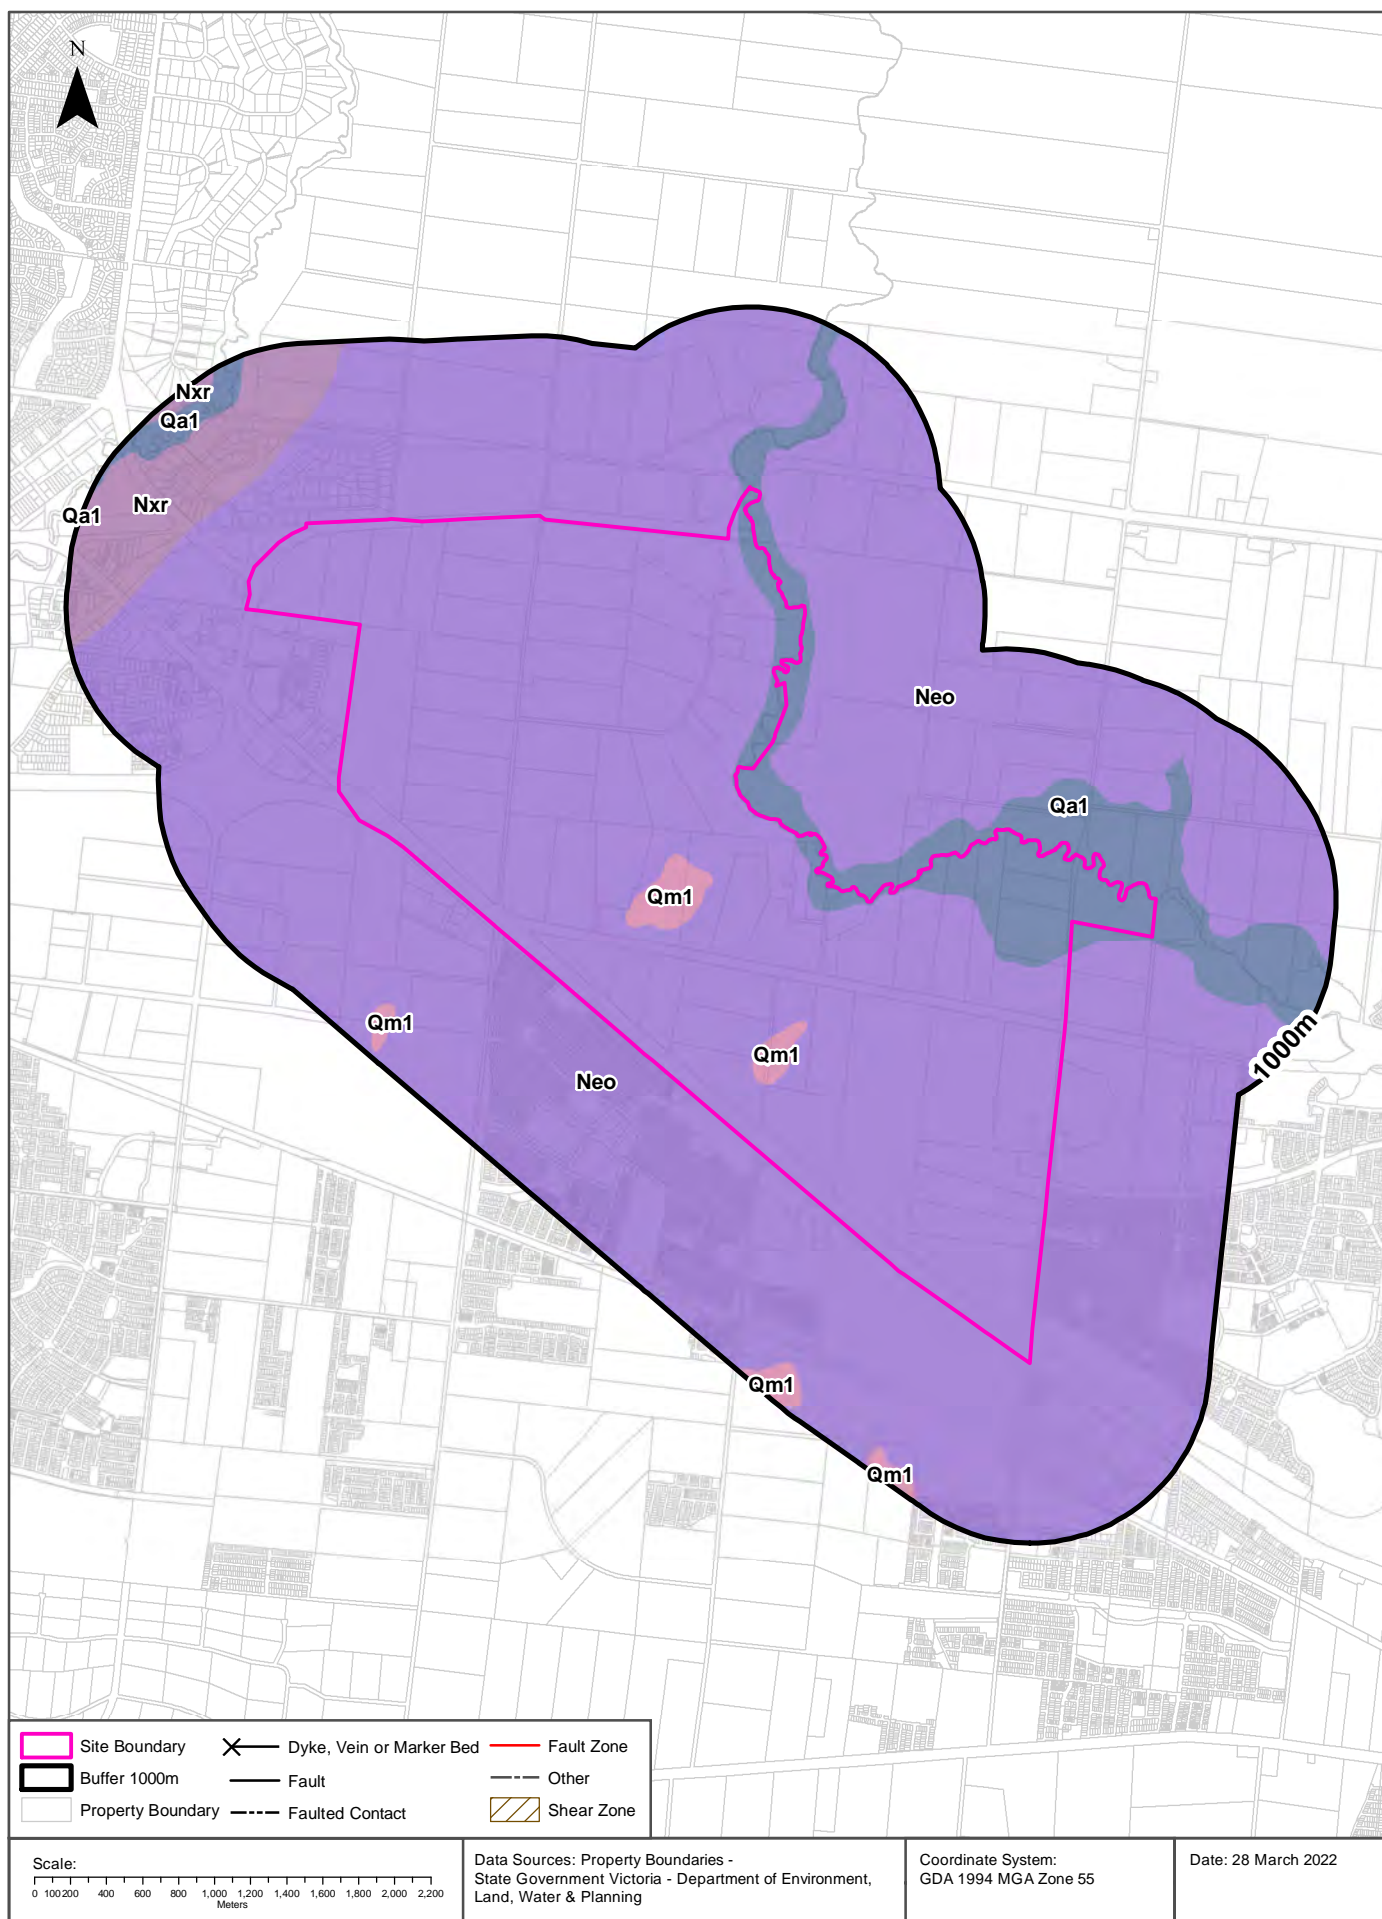 N
Nxr
Qa1
Nxr
Qa1
Neo
Qa1
Qm1
Qm1
Qm1
Neo
1000m
Qm1
Qm1
Site Boundary
Buffer 1000m
Property Boundary
Dyke, Vein or Marker Bed
Fault
Faulted Contact
Fault Zone
Other
Shear Zone
Scale:
0 100 200 400 600 800 1,000 1,200 1,400 1,600 1,800 2,000 2,200
Meters
Data Sources: Property Boundaries -
State Government Victoria - Department of Environment,
Land, Water & Planning
Coordinate System:
GDA 1994 MGA Zone 55
Date: 28 March 2022